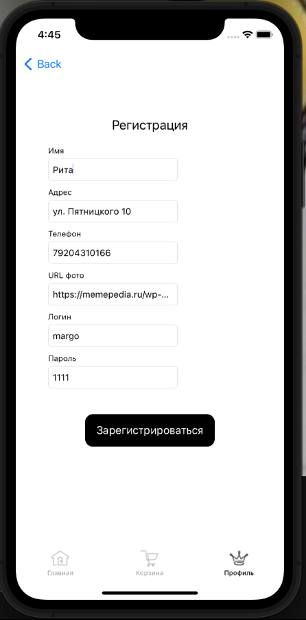 4:45
Back
Регистрация
Имя
Рита
Адрес
ул. Пятницкого 10
Телефон
79204310166
URL фото
https://memepedia.ru/wp-...
Логин
margo
Пароль
1111
Зарегистрироваться
Главная
Корзина
Профиль